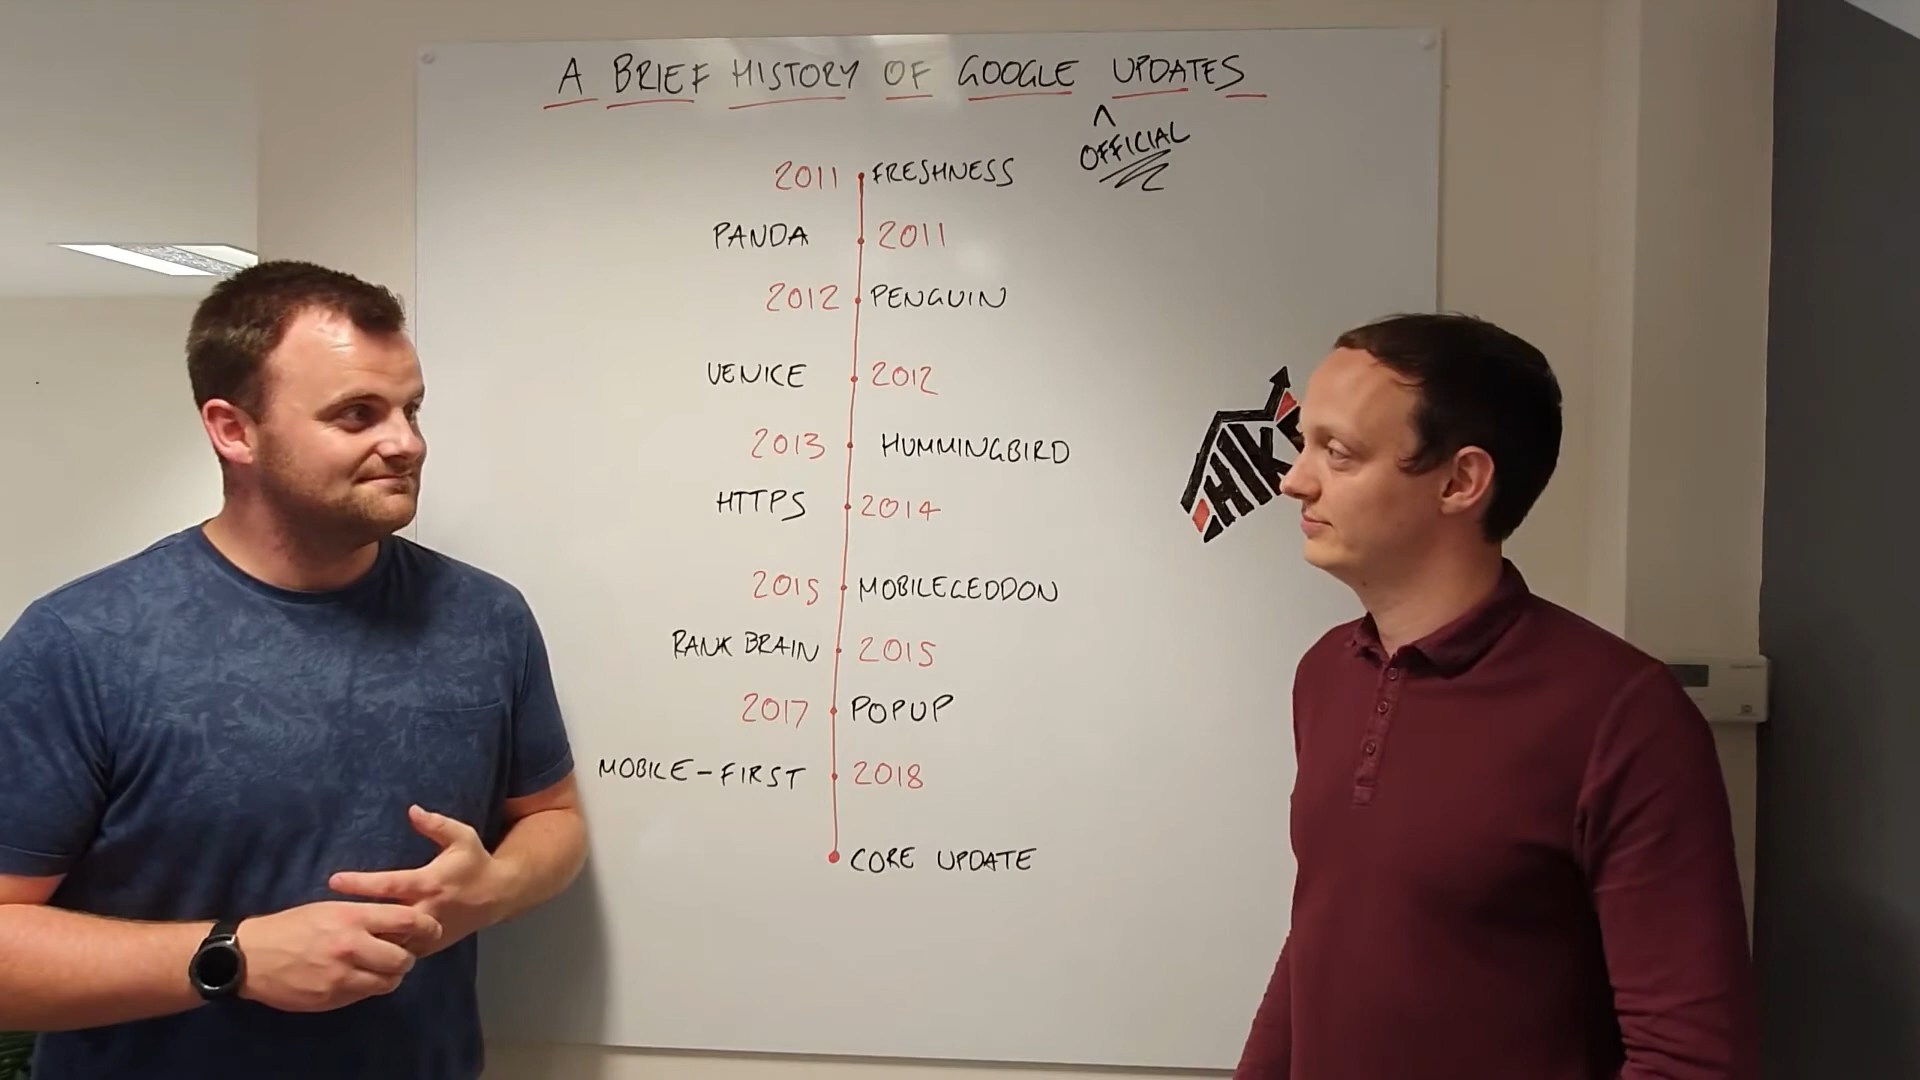 A BRIEF HISTORY OF GOOGLE UPDATES
^
OFFICIAL
2011 FRESHNESS
PANDA 2011
2012 PENGUIN
VENICE 2012
2013 HUMMINGBIRD
HTTPS 2014
2015 MOBILEGEDDON
RANK BRAIN 2015
2017 POPUP
MOBILE-FIRST 2018
CORE UPDATE
HIK